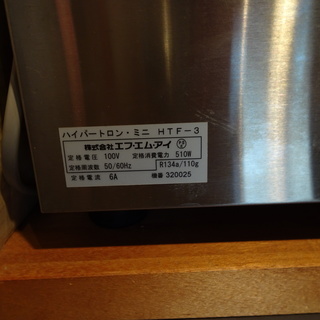 ハイパートロン・ミニ HTF-3
株式会社エフ・エム・アイ
定格電圧 100V 定格消費電力 510W
定格周波数 50/60Hz R134a/110g
定格電流 6A 機番 320025